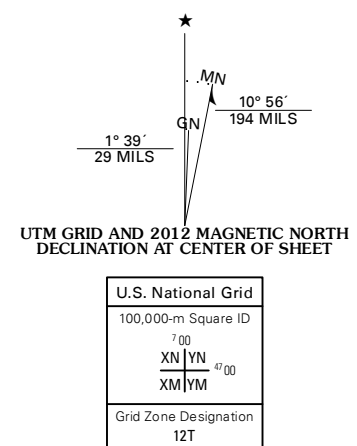 ★
MN
GN
10° 56´
194 MILS
1° 39´
29 MILS
UTM GRID AND 2012 MAGNETIC NORTH
DECLINATION AT CENTER OF SHEET
U.S. National Grid
100,000-m Square ID
7 00
XN YN
47 00
XM YM
Grid Zone Designation
12T